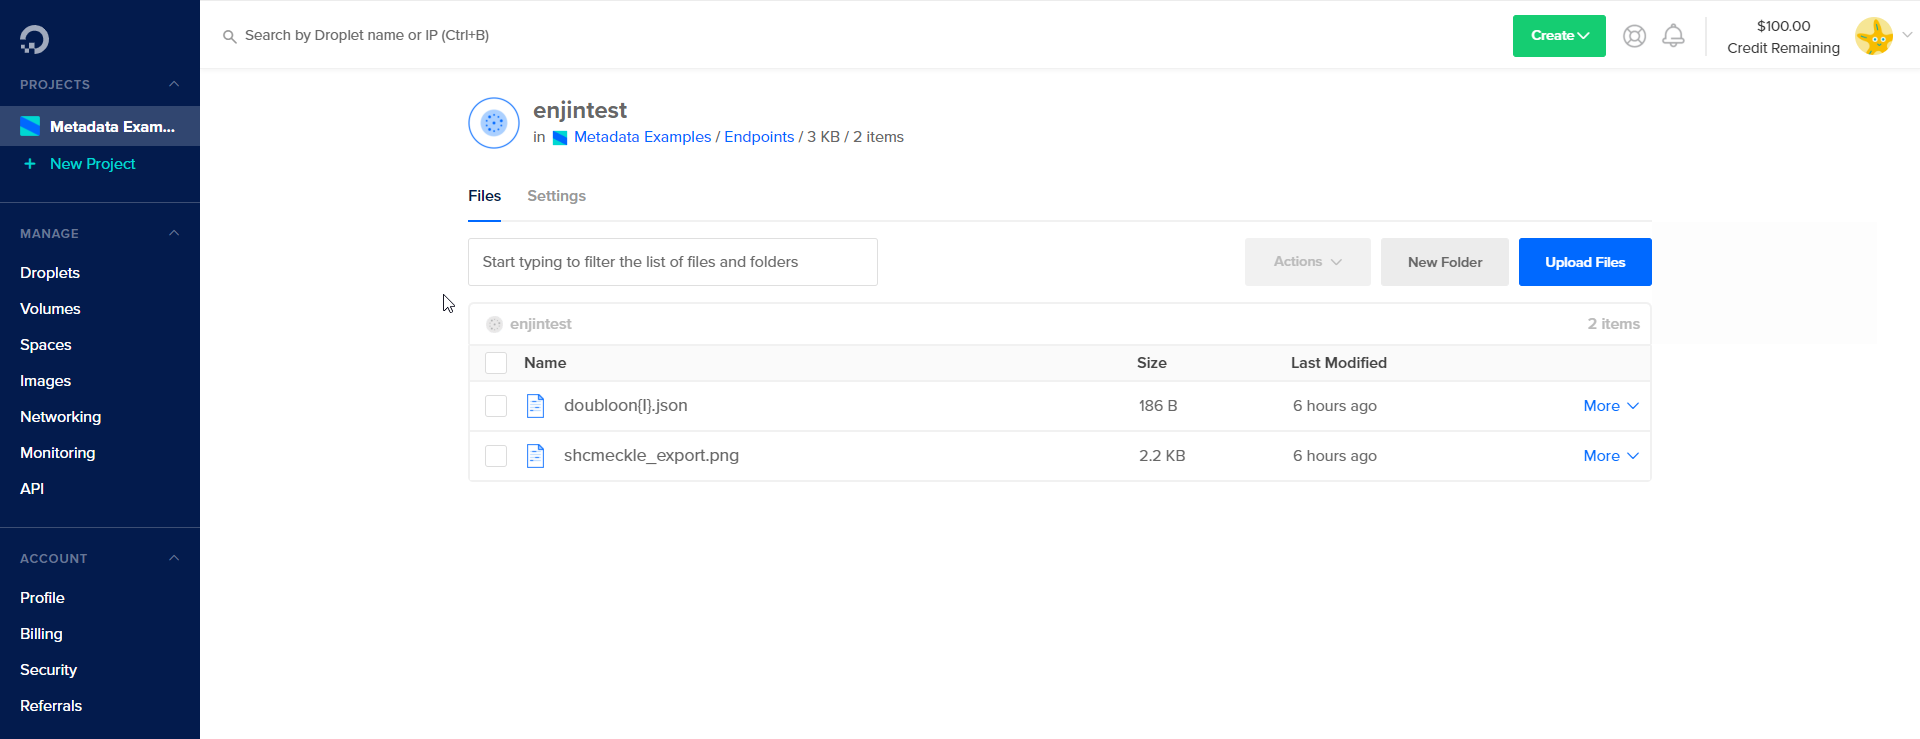 PROJECTS
Metadata Exam...
+ New Project
MANAGE
Droplets
Volumes
Spaces
Images
Networking
Monitoring
API
ACCOUNT
Profile
Billing
Security
Referrals
Search by Droplet name or IP (Ctrl+B)
Create
$100.00
Credit Remaining
enjintest
in Metadata Examples / Endpoints / 3 KB / 2 items
Files Settings
Start typing to filter the list of files and folders
Actions New Folder Upload Files
enjintest 2 items
Name Size Last Modified
doubloon{I}.json 186 B 6 hours ago More
shcmeckle_export.png 2.2 KB 6 hours ago More